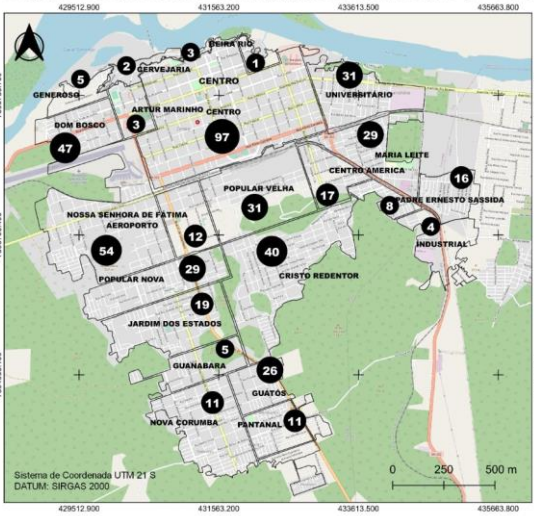 429512.900 431563.200 433613.500 435663.800
BEIRA RIO
3
2
CERVEJARIA
1
5
CENTRO
31
GENEROSO
UNIVERSITÁRIO
ARTUR MARINHO
CENTRO
DOM BOSCO
3
97
29
47
MARIA LEITE
CENTRO AMERICA
16
POPULAR VELHA
17
PADRE ERNESTO SASSIDA
31
8
NOSSA SENHORA DE FÁTIMA
AEROPORTO
4
12
INDUSTRIAL
54
40
29
CRISTO REDENTOR
POPULAR NOVA
19
JARDIM DOS ESTADOS
5
GUANABARA
26
GUATÓS
11
NOVA CORUMBA
11
PANTANAL
Sistema de Coordenada UTM 21 S
DATUM: SIRGAS 2000
0 250 500 m
429512.900 431563.200 433613.500 435663.800